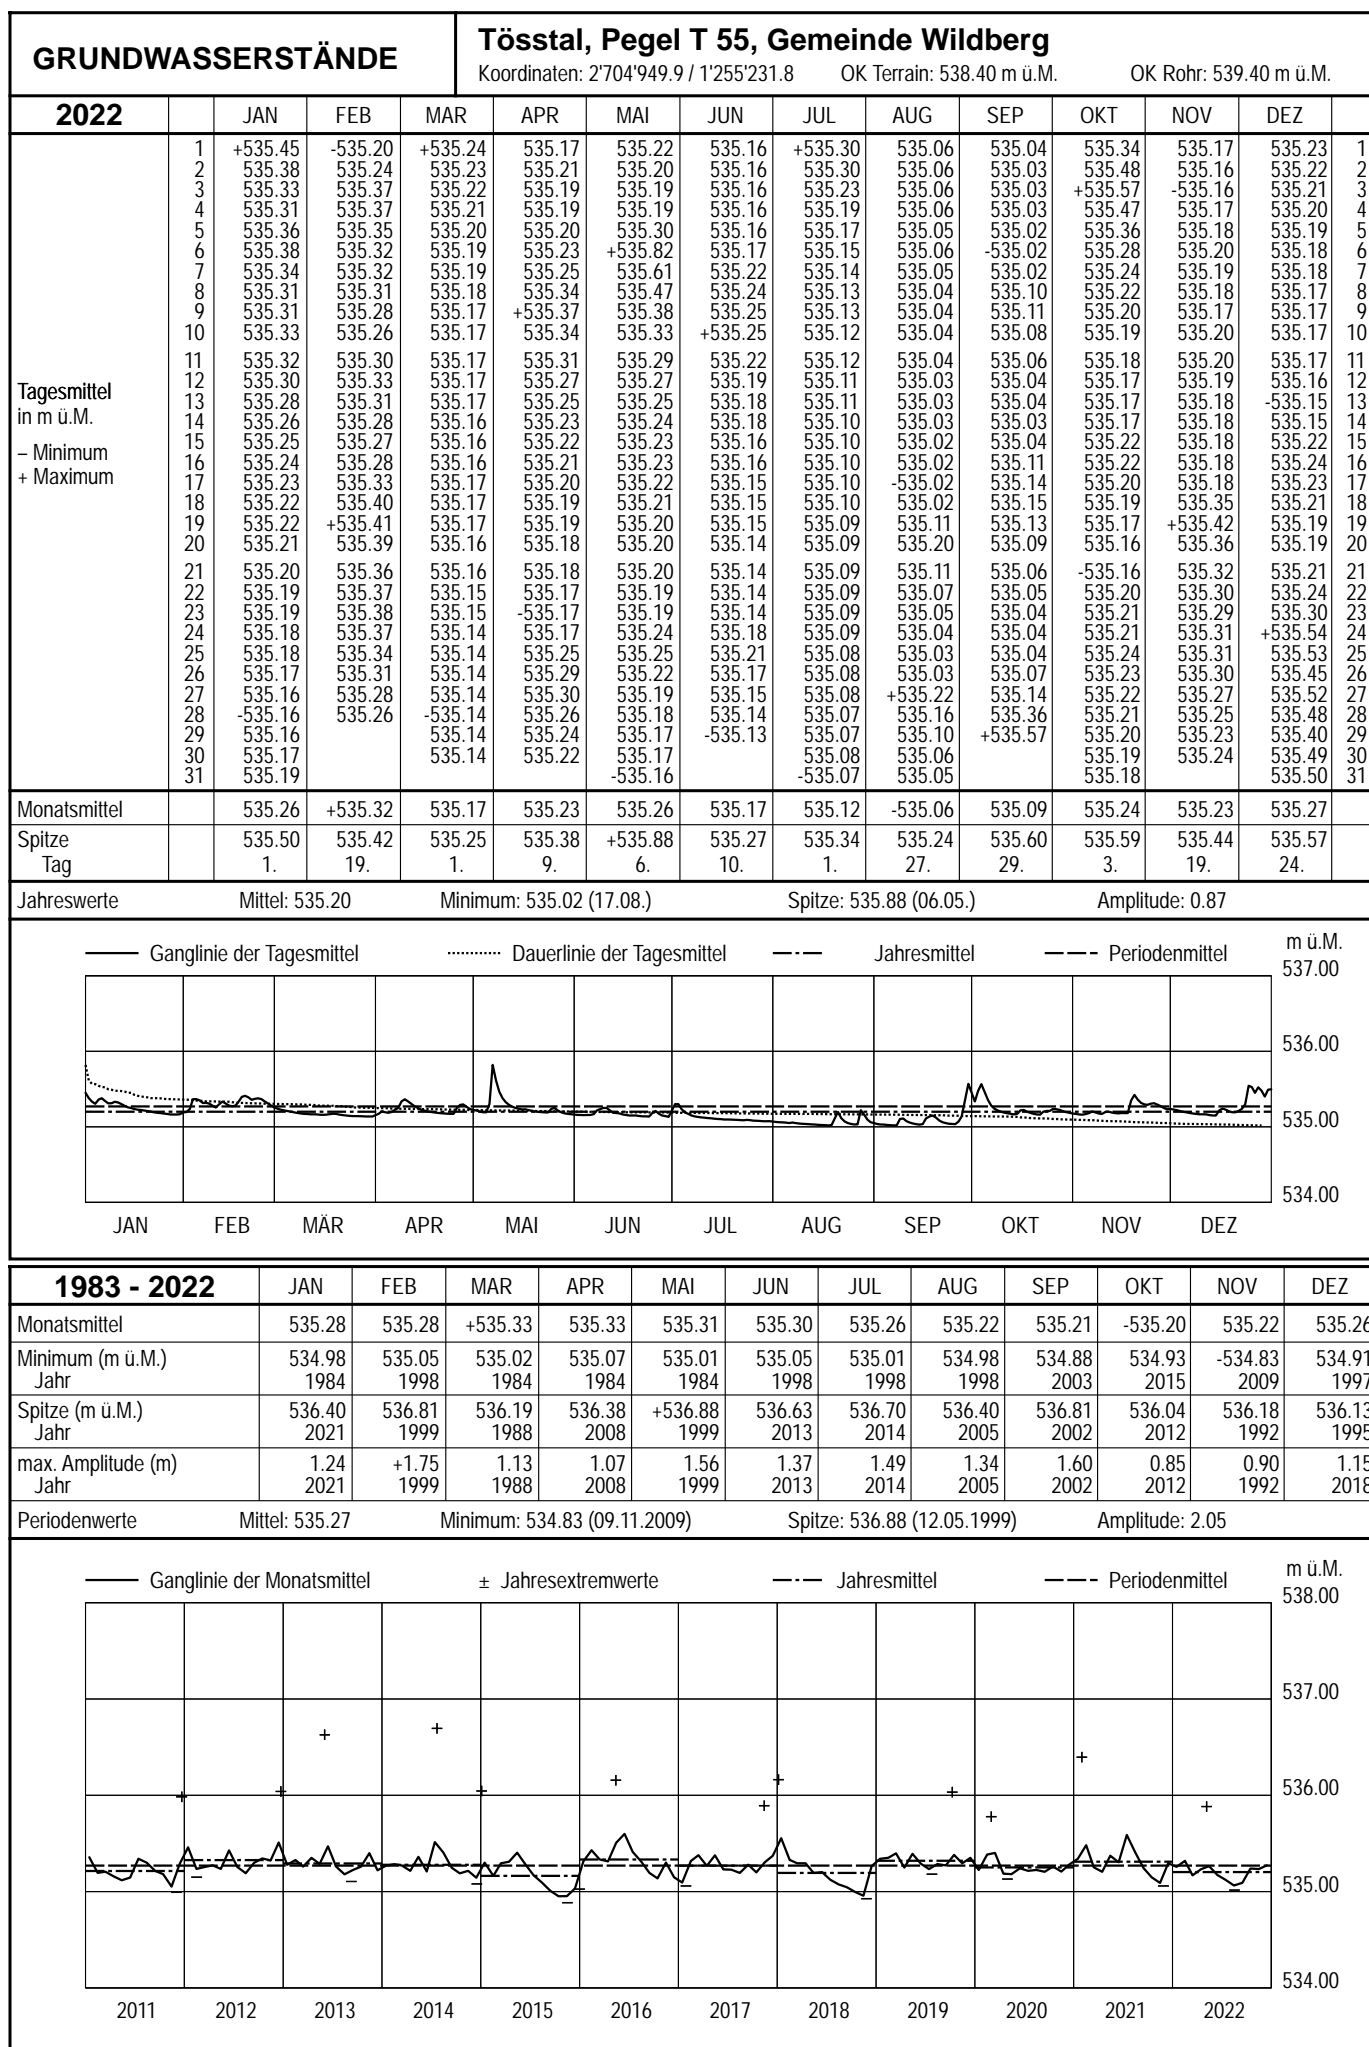 GRUNDWASSERSTÄNDE
Tösstal, Pegel T 55, Gemeinde Wildberg
Koordinaten: 2'704'949.9 / 1'255'231.8 OK Terrain: 538.40 m ü.M. OK Rohr: 539.40 m ü.M.
2022 JAN FEB MAR APR MAI JUN JUL AUG SEP OKT NOV DEZ
1 +535.45 -535.20 +535.24 535.17 535.22 535.16 +535.30 535.06 535.04 535.34 535.17 535.23 1
2 535.38 535.24 535.23 535.21 535.20 535.16 535.30 535.06 535.03 535.48 535.16 535.22 2
3 535.33 535.37 535.22 535.19 535.19 535.16 535.23 535.06 535.03 +535.57 -535.16 535.21 3
4 535.31 535.37 535.21 535.19 535.19 535.16 535.19 535.06 535.03 535.47 535.17 535.20 4
5 535.36 535.35 535.20 535.20 535.30 535.16 535.17 535.05 535.02 535.36 535.18 535.19 5
6 535.38 535.32 535.19 535.23 +535.82 535.17 535.15 535.06 -535.02 535.28 535.20 535.18 6
7 535.34 535.32 535.19 535.25 535.61 535.22 535.14 535.05 535.02 535.24 535.19 535.18 7
8 535.31 535.31 535.18 535.34 535.47 535.24 535.13 535.04 535.10 535.22 535.18 535.17 8
9 535.31 535.28 535.17 +535.37 535.38 535.25 535.13 535.04 535.11 535.20 535.17 535.17 9
10 535.33 535.26 535.17 535.34 535.33 +535.25 535.12 535.04 535.08 535.19 535.20 535.17 10
11 535.32 535.30 535.17 535.31 535.29 535.22 535.12 535.04 535.06 535.18 535.20 535.17 11
12 535.30 535.33 535.17 535.27 535.27 535.19 535.11 535.03 535.04 535.17 535.19 535.16 12
Tagesmittel
13 535.28 535.31 535.17 535.25 535.25 535.18 535.11 535.03 535.04 535.17 535.18 -535.15 13
in m ü.M.
14 535.26 535.28 535.16 535.23 535.24 535.18 535.10 535.03 535.03 535.17 535.18 535.15 14
15 535.25 535.27 535.16 535.22 535.23 535.16 535.10 535.02 535.04 535.22 535.18 535.22 15
– Minimum
16 535.24 535.28 535.16 535.21 535.23 535.16 535.10 535.02 535.11 535.22 535.18 535.24 16
+ Maximum
17 535.23 535.33 535.17 535.20 535.22 535.15 535.10 -535.02 535.14 535.20 535.18 535.23 17
18 535.22 535.40 535.17 535.19 535.21 535.15 535.10 535.02 535.15 535.19 535.35 535.21 18
19 535.22 +535.41 535.17 535.19 535.20 535.15 535.09 535.11 535.13 535.17 +535.42 535.19 19
20 535.21 535.39 535.16 535.18 535.20 535.14 535.09 535.20 535.09 535.16 535.36 535.19 20
21 535.20 535.36 535.16 535.18 535.20 535.14 535.09 535.11 535.06 -535.16 535.32 535.21 21
22 535.19 535.37 535.15 535.17 535.19 535.14 535.09 535.07 535.05 535.20 535.30 535.24 22
23 535.19 535.38 535.15 -535.17 535.19 535.14 535.09 535.05 535.04 535.21 535.29 535.30 23
24 535.18 535.37 535.14 535.17 535.24 535.18 535.09 535.04 535.04 535.21 535.31 +535.54 24
25 535.18 535.34 535.14 535.25 535.25 535.21 535.08 535.03 535.04 535.24 535.31 535.53 25
26 535.17 535.31 535.14 535.29 535.22 535.17 535.08 535.03 535.07 535.23 535.30 535.45 26
27 535.16 535.28 535.14 535.30 535.19 535.15 535.08 +535.22 535.14 535.22 535.27 535.52 27
28 -535.16 535.26 -535.14 535.26 535.18 535.14 535.07 535.16 535.36 535.21 535.25 535.48 28
29 535.16 535.14 535.24 535.17 -535.13 535.07 535.10 +535.57 535.20 535.23 535.40 29
30 535.17 535.14 535.22 535.17 535.08 535.06 535.19 535.24 535.49 30
31 535.19 -535.16 -535.07 535.05 535.18 535.50 31
Monatsmittel 535.26 +535.32 535.17 535.23 535.26 535.17 535.12 -535.06 535.09 535.24 535.23 535.27
Spitze 535.50 535.42 535.25 535.38 +535.88 535.27 535.34 535.24 535.60 535.59 535.44 535.57
Tag 1. 19. 1. 9. 6. 10. 1. 27. 29. 3. 19. 24.
Jahreswerte Mittel: 535.20 Minimum: 535.02 (17.08.) Spitze: 535.88 (06.05.) Amplitude: 0.87
Ganglinie der Tagesmittel Dauerlinie der Tagesmittel Jahresmittel Periodenmittel m ü.M.
537.00
536.00
535.00
534.00
JAN FEB MÄR APR MAI JUN JUL AUG SEP OKT NOV DEZ
1983 - 2022 JAN FEB MAR APR MAI JUN JUL AUG SEP OKT NOV DEZ
Monatsmittel 535.28 535.28 +535.33 535.33 535.31 535.30 535.26 535.22 535.21 -535.20 535.22 535.26
Minimum (m ü.M.) 534.98 535.05 535.02 535.07 535.01 535.05 535.01 534.98 534.88 534.93 -534.83 534.91
Jahr 1984 1998 1984 1984 1984 1998 1998 1998 2003 2015 2009 1997
Spitze (m ü.M.) 536.40 536.81 536.19 536.38 +536.88 536.63 536.70 536.40 536.81 536.04 536.18 536.13
Jahr 2021 1999 1988 2008 1999 2013 2014 2005 2002 2012 1992 1995
max. Amplitude (m) 1.24 +1.75 1.13 1.07 1.56 1.37 1.49 1.34 1.60 0.85 0.90 1.15
Jahr 2021 1999 1988 2008 1999 2013 2014 2005 2002 2012 1992 2018
Periodenwerte Mittel: 535.27 Minimum: 534.83 (09.11.2009) Spitze: 536.88 (12.05.1999) Amplitude: 2.05
Ganglinie der Monatsmittel ± Jahresextremwerte Jahresmittel Periodenmittel m ü.M.
538.00
537.00
536.00
535.00
534.00
2011 2012 2013 2014 2015 2016 2017 2018 2019 2020 2021 2022